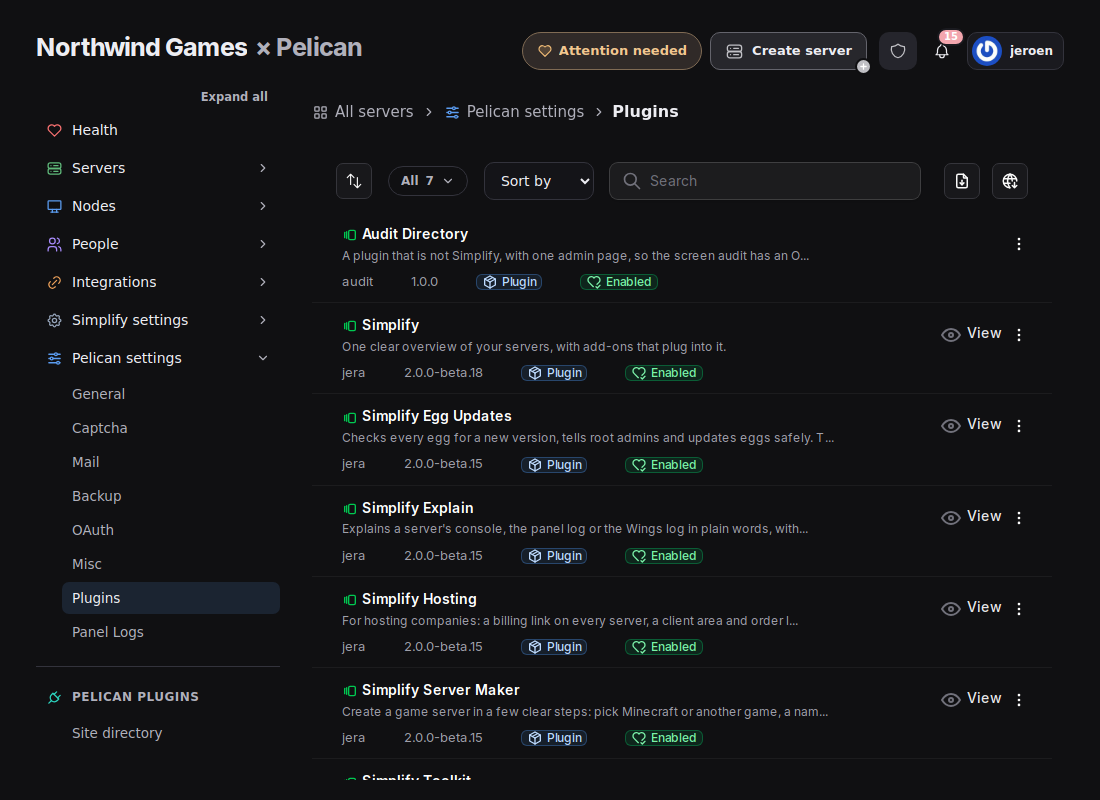 Northwind Games × Pelican
Attention needed
Create server
15
jeroen
Expand all
Health
Servers
Nodes
People
Integrations
Simplify settings
Pelican settings
General
Captcha
Mail
Backup
OAuth
Misc
Plugins
Panel Logs
PELICAN PLUGINS
Site directory
All servers > Pelican settings > Plugins
All 7
Sort by
Search
Audit Directory
A plugin that is not Simplify, with one admin page, so the screen audit has an O...
audit 1.0.0 Plugin Enabled
Simplify
One clear overview of your servers, with add-ons that plug into it.
jera 2.0.0-beta.18 Plugin Enabled
View
Simplify Egg Updates
Checks every egg for a new version, tells root admins and updates eggs safely. T...
jera 2.0.0-beta.15 Plugin Enabled
View
Simplify Explain
Explains a server's console, the panel log or the Wings log in plain words, with...
jera 2.0.0-beta.15 Plugin Enabled
View
Simplify Hosting
For hosting companies: a billing link on every server, a client area and order l...
jera 2.0.0-beta.15 Plugin Enabled
View
Simplify Server Maker
Create a game server in a few clear steps: pick Minecraft or another game, a nam...
jera 2.0.0-beta.15 Plugin Enabled
View
Simplify Toolkit